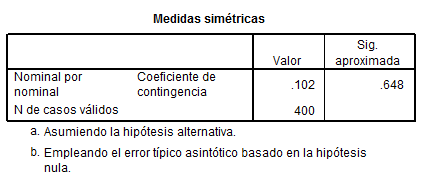 Medidas simétricas
Valor
Sig.
aproximada
Nominal por
nominal
Coeficiente de
contingencia
.102
.648
N de casos válidos
400
a. Asumiendo la hipótesis alternativa.
b. Empleando el error típico asintótico basado en la hipótesis
nula.